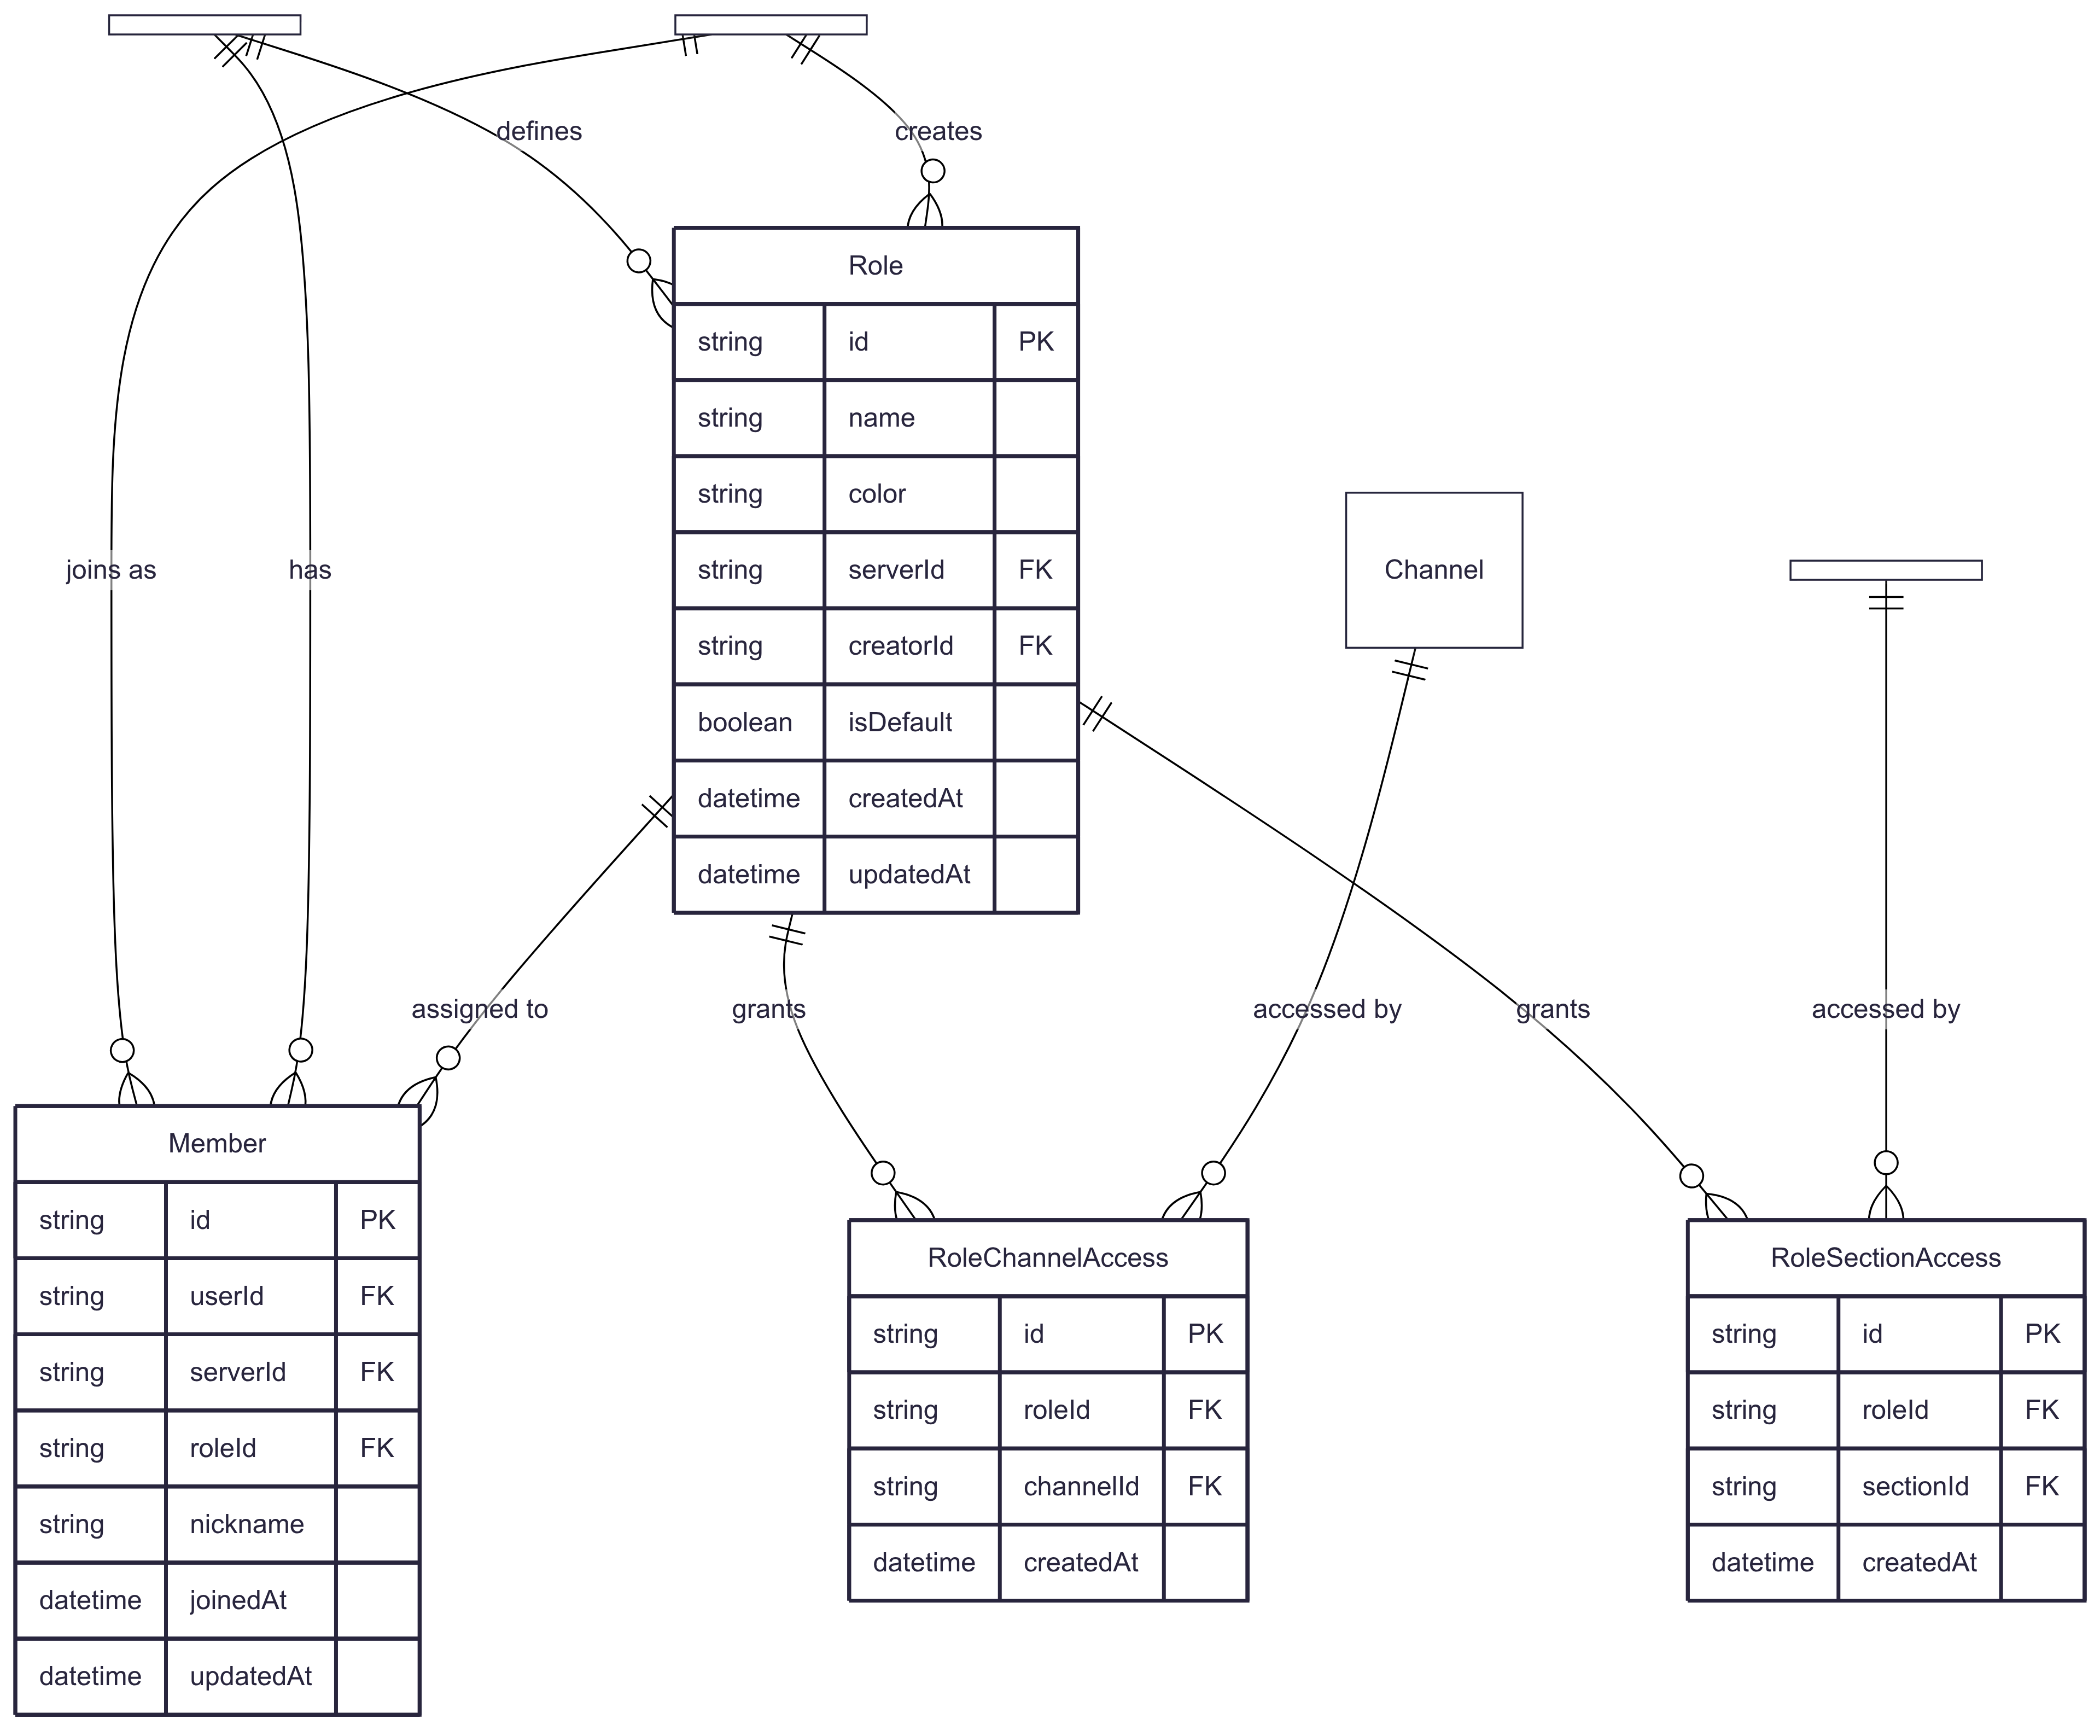 defines
creates
Role
string id PK
string name
string color
string serverId FK
string creatorId FK
boolean isDefault
datetime createdAt
datetime updatedAt
Channel
joins as
has
assigned to
grants
accessed by
grants
accessed by
Member
string id PK
string userId FK
string serverId FK
string roleId FK
string nickname
datetime joinedAt
datetime updatedAt
RoleChannelAccess
string id PK
string roleId FK
string channelId FK
datetime createdAt
RoleSectionAccess
string id PK
string roleId FK
string sectionId FK
datetime createdAt